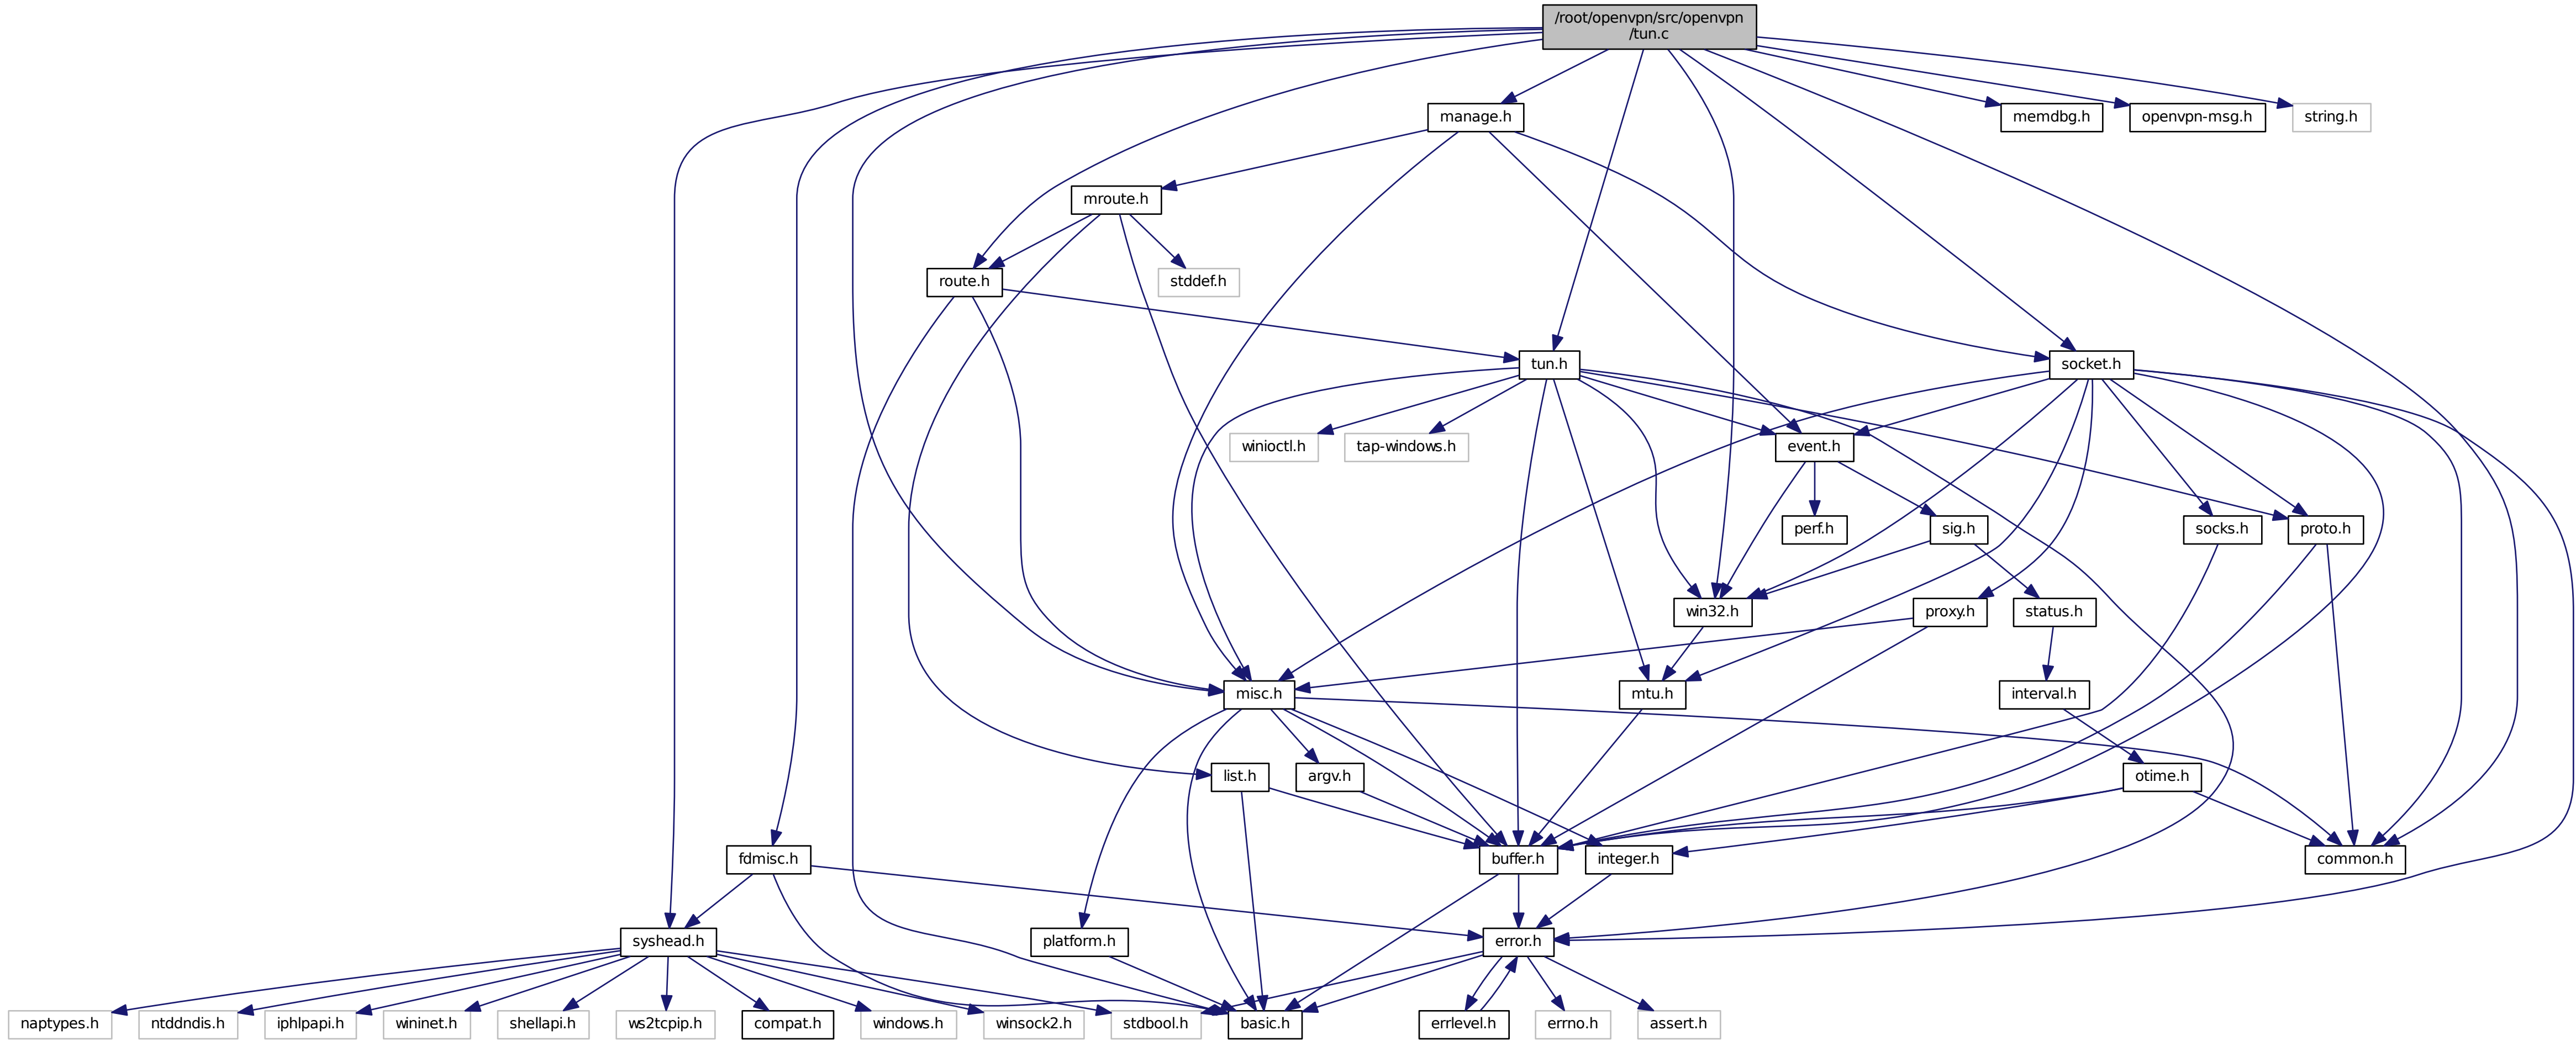 /root/openvpn/src/openvpn
/tun.c
manage.h
memdbg.h
openvpn-msg.h
string.h
mroute.h
route.h
stddef.h
tun.h
socket.h
winioctl.h
tap-windows.h
event.h
perf.h
sig.h
socks.h
proto.h
win32.h
proxy.h
status.h
misc.h
mtu.h
interval.h
list.h
argv.h
otime.h
fdmisc.h
buffer.h
integer.h
common.h
syshead.h
platform.h
error.h
naptypes.h
ntddndis.h
iphlpapi.h
wininet.h
shellapi.h
ws2tcpip.h
compat.h
windows.h
winsock2.h
stdbool.h
basic.h
errlevel.h
errno.h
assert.h